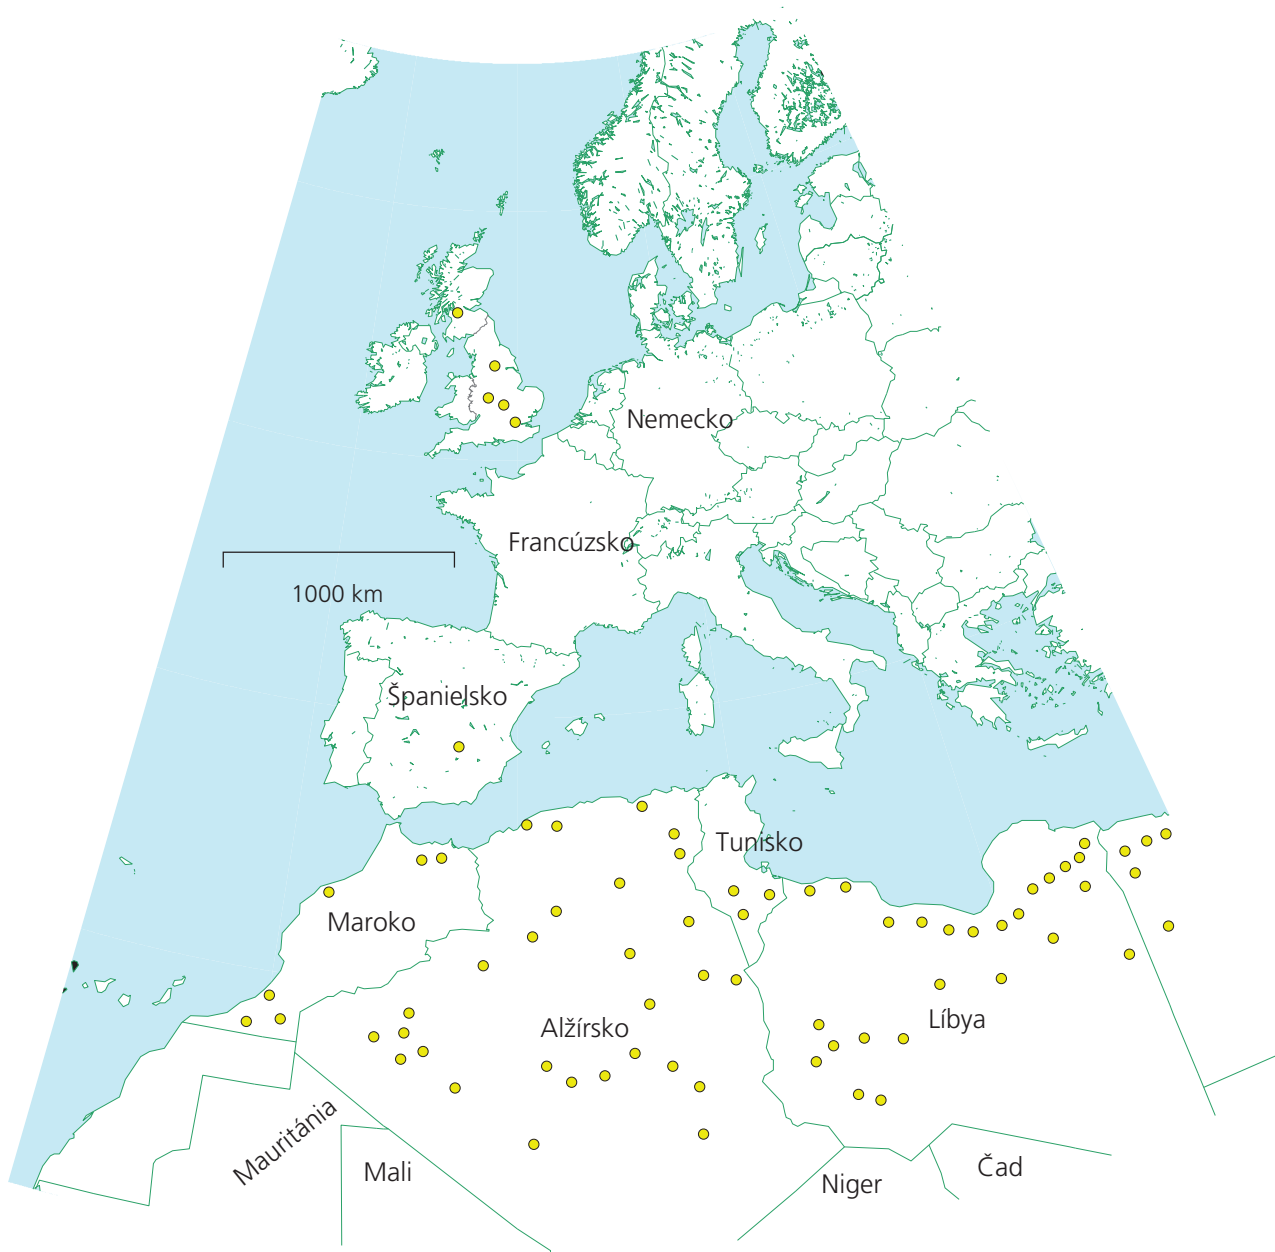 Nemecko
Francúzsko
1000 km
Španielsko
Tunisko
Maroko
Alžírsko
Líbya
Mauritánia
Mali
Niger
Čad